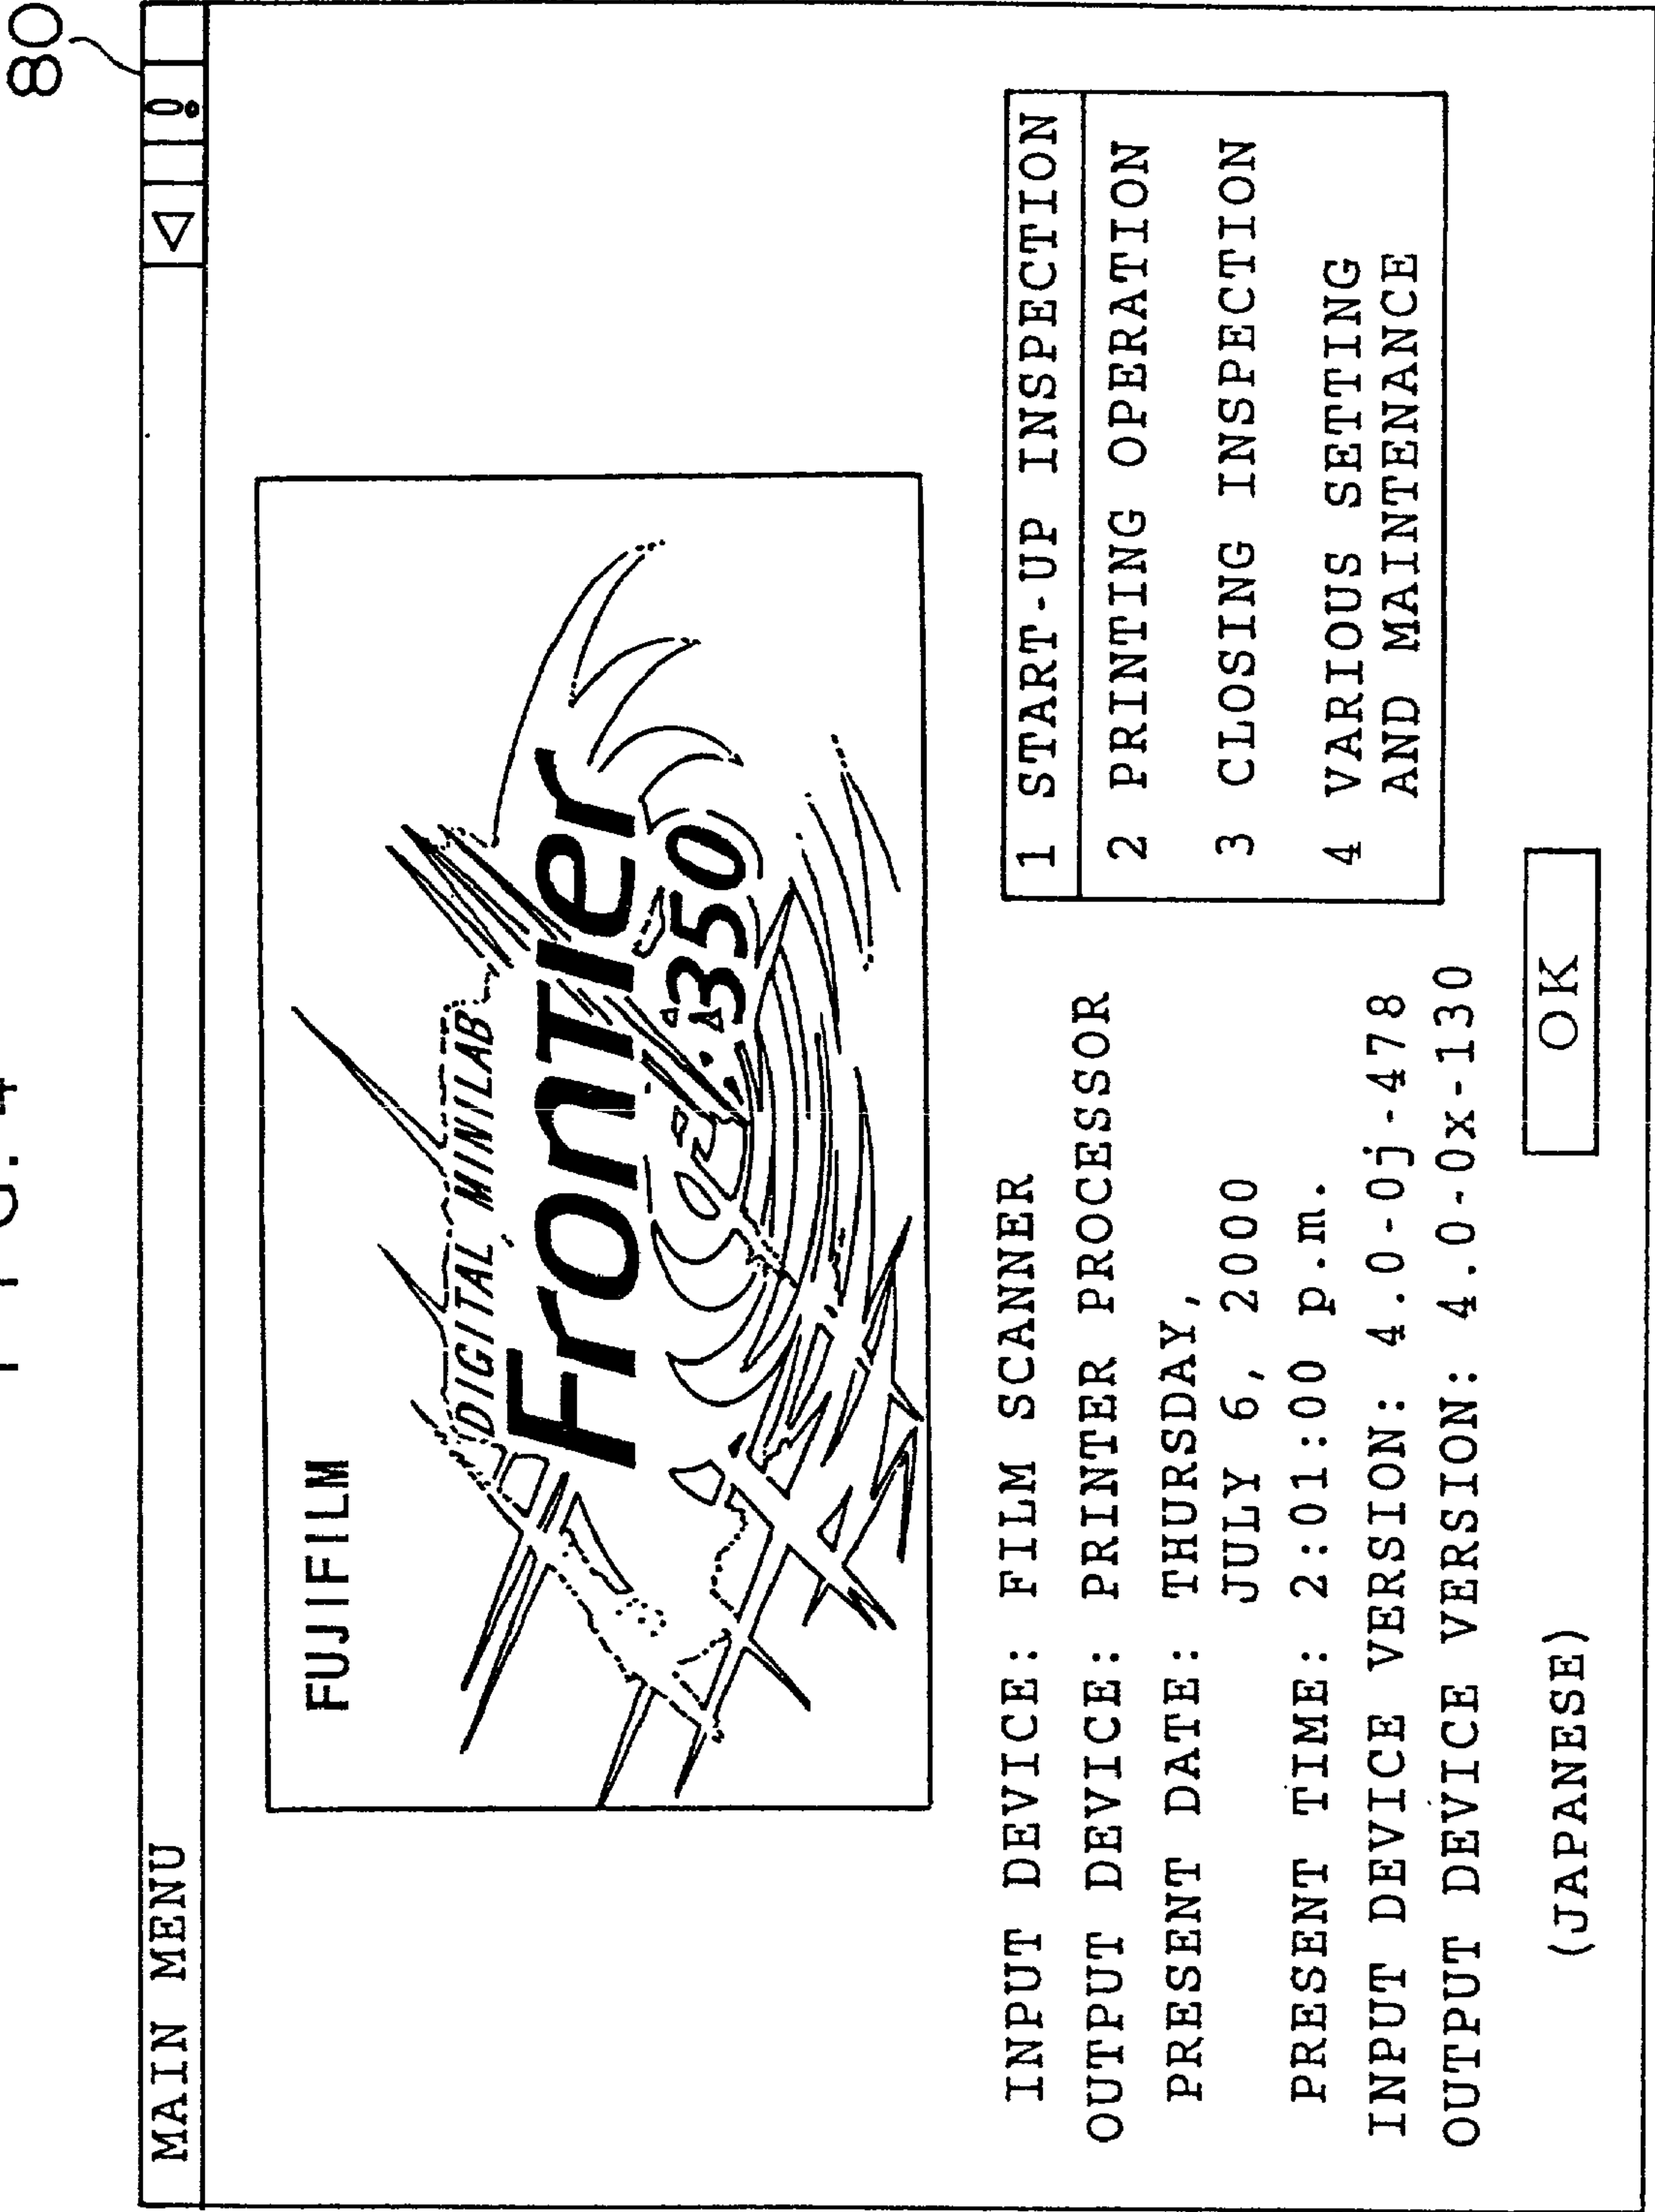 80
MAIN MENU
FUJIFILM
DIGITAL MINILAB
FronTIer
350
INPUT DEVICE: FILM SCANNER
OUTPUT DEVICE: PRINTER PROCESSOR
PRESENT DATE: THURSDAY,
JULY 6, 2000
PRESENT TIME: 2:01:00 p.m.
INPUT DEVICE VERSION: 4.0-0j-478
OUTPUT DEVICE VERSION: 4.0-0x-130
(JAPANESE)
1 START-UP INSPECTION
2 PRINTING OPERATION
3 CLOSING INSPECTION
4 VARIOUS SETTING
AND MAINTENANCE
OK